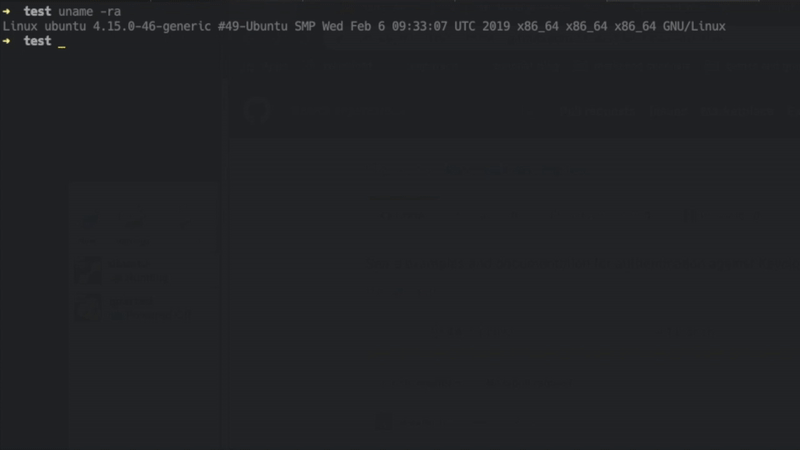 ➜ test uname -ra
Linux ubuntu 4.15.0-46-generic #49-Ubuntu SMP Wed Feb 6 09:33:07 UTC 2019 x86_64 x86_64 x86_64 GNU/Linux
➜ test _